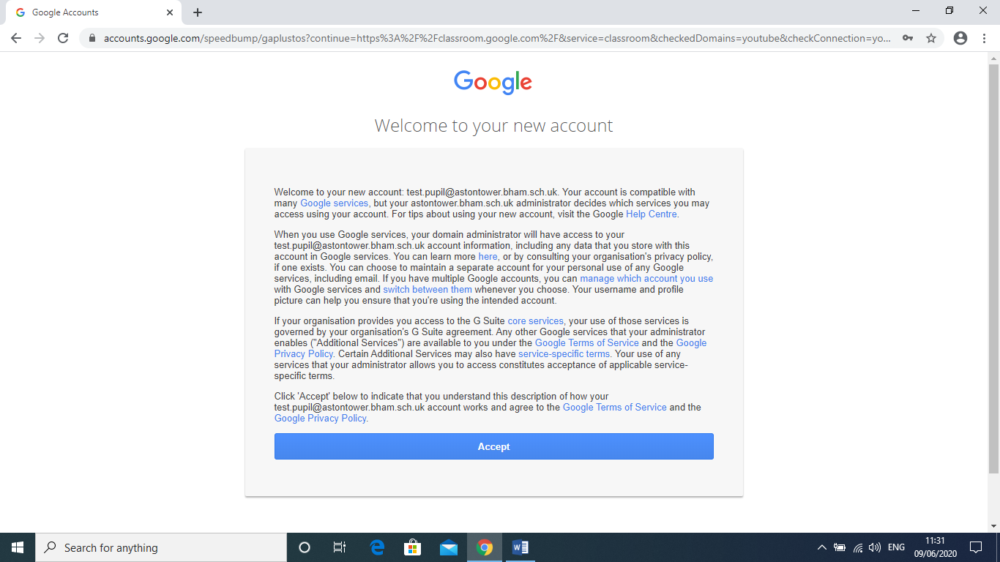 Google Accounts
accounts.google.com/speedbump/gaplustos?continue=https%3A%2F%2Fclassroom.google.com%2F&service=classroom&checkedDomains=youtube&checkConnection=yo...
Google
Welcome to your new account
Welcome to your new account: test.pupil@astontower.bham.sch.uk. Your account is compatible with
many Google services, but your astontower.bham.sch.uk administrator decides which services you may
access using your account. For tips about using your new account, visit the Google Help Centre.
When you use Google services, your domain administrator will have access to your
test.pupil@astontower.bham.sch.uk account information, including any data that you store with this
account in Google services. You can learn more here, or by consulting your organisation's privacy policy,
if one exists. You can choose to maintain a separate account for your personal use of any Google
services, including email. If you have multiple Google accounts, you can manage which account you use
with Google services and switch between them whenever you choose. Your username and profile
picture can help you ensure that you're using the intended account.
If your organisation provides you access to the G Suite core services, your use of those services is
governed by your organisation's G Suite agreement. Any other Google services that your administrator
enables ("Additional Services") are available to you under the Google Terms of Service and the Google
Privacy Policy. Certain Additional Services may also have service-specific terms. Your use of any
services that your administrator allows you to access constitutes acceptance of applicable service-
specific terms.
Click 'Accept' below to indicate that you understand this description of how your
test.pupil@astontower.bham.sch.uk account works and agree to the Google Terms of Service and the
Google Privacy Policy.
Accept
Search for anything
ENG
11:31
09/06/2020